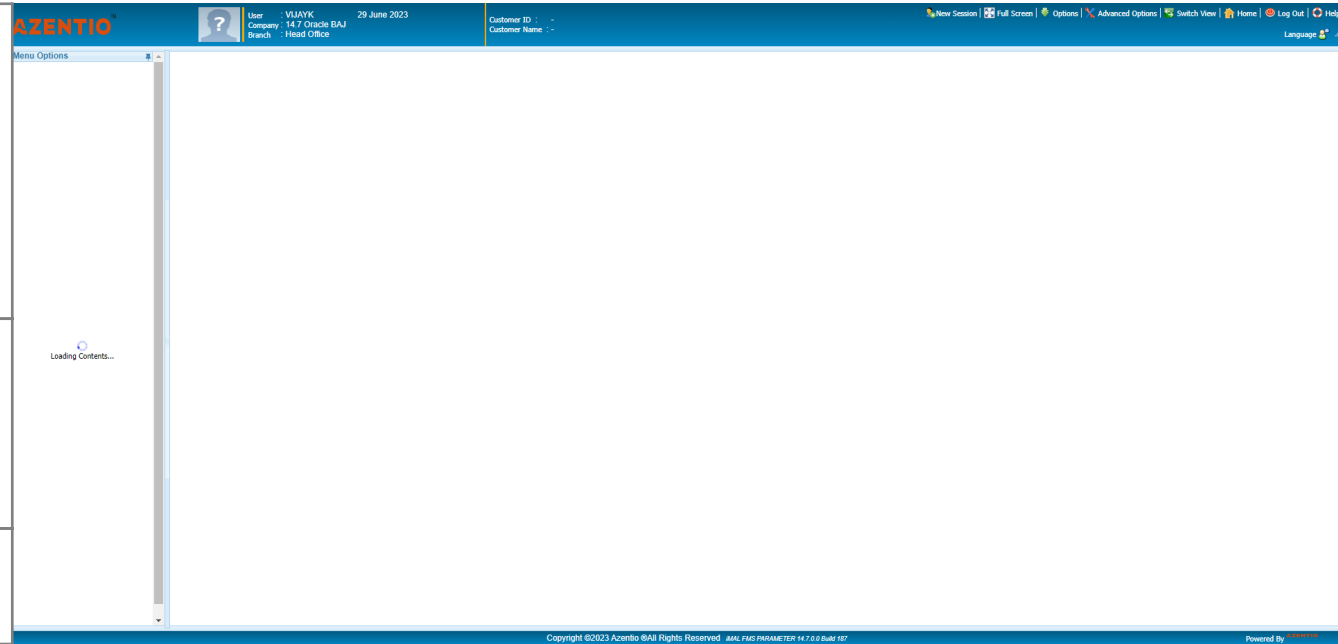 AZENTIO
User : VIJAYK 29 June 2023
Company : 14.7 Oracle BAJ
Branch : Head Office
Customer ID : -
Customer Name : -
New Session | Full Screen | Options | Advanced Options | Switch View | Home | Log Out | Help
Language
Menu Options
Loading Contents...
Copyright ©2023 Azentio ®All Rights Reserved IMAL FMS PARAMETER 14.7.0.0 Build 187
Powered By AZENTIO